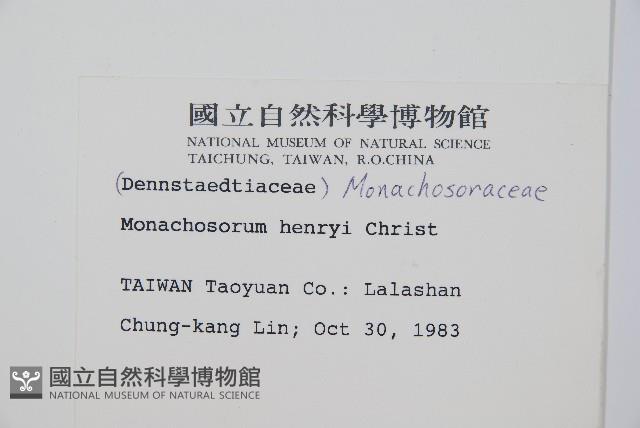 國立自然科學博物館
NATIONAL MUSEUM OF NATURAL SCIENCE
TAICHUNG, TAIWAN, R.O.CHINA
(Dennstaedtiaceae) Monachosoraceae
Monachosorum henryi Christ
TAIWAN Taoyuan Co.: Lalashan
Chung-kang Lin; Oct 30, 1983
國立自然科學博物館
NATIONAL MUSEUM OF NATURAL SCIENCE